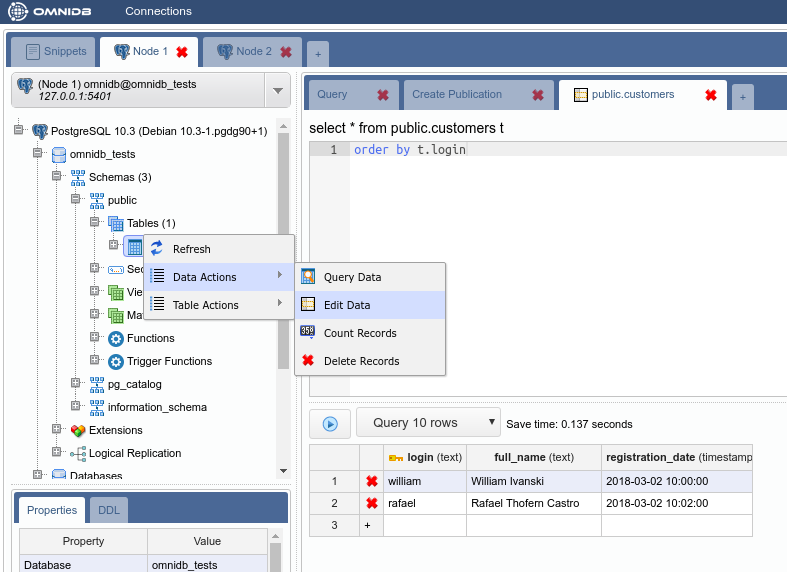 OMNIDB Connections
Snippets Node 1 Node 2 +
(Node 1) omnidb@omnidb_tests
127.0.0.1:5401
PostgreSQL 10.3 (Debian 10.3-1.pgdg90+1)
omnidb_tests
Schemas (3)
public
Tables (1)
Sec
Vie
Ma
Functions
Trigger Functions
pg_catalog
information_schema
Extensions
Logical Replication
Databases
Refresh
Data Actions
Table Actions
Query Data
Edit Data
Count Records
Delete Records
Properties DDL
Property Value
Database omnidb_tests
Query Create Publication public.customers +
select * from public.customers t
1 order by t.login
Query 10 rows Save time: 0.137 seconds
login (text) full_name (text) registration_date (timestamp
1 william William Ivanski 2018-03-02 10:00:00
2 rafael Rafael Thofern Castro 2018-03-02 10:02:00
3 +